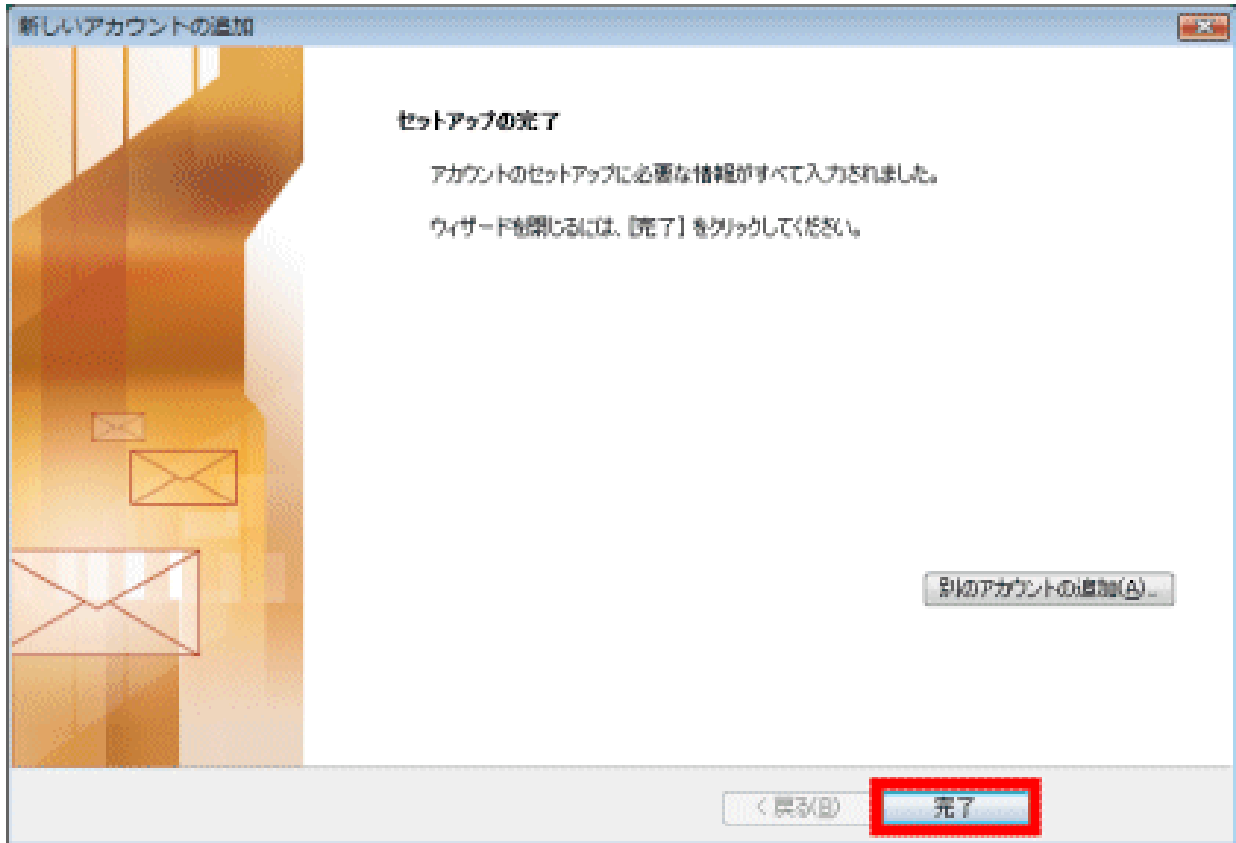 新しいアカウントの追加
セットアップの完了
アカウントのセットアップに必要な情報がすべて入力されました。
ウィザードを閉じるには、[完了] をクリックしてください。
別のアカウントの追加(A)...
< 戻る(B)
完了